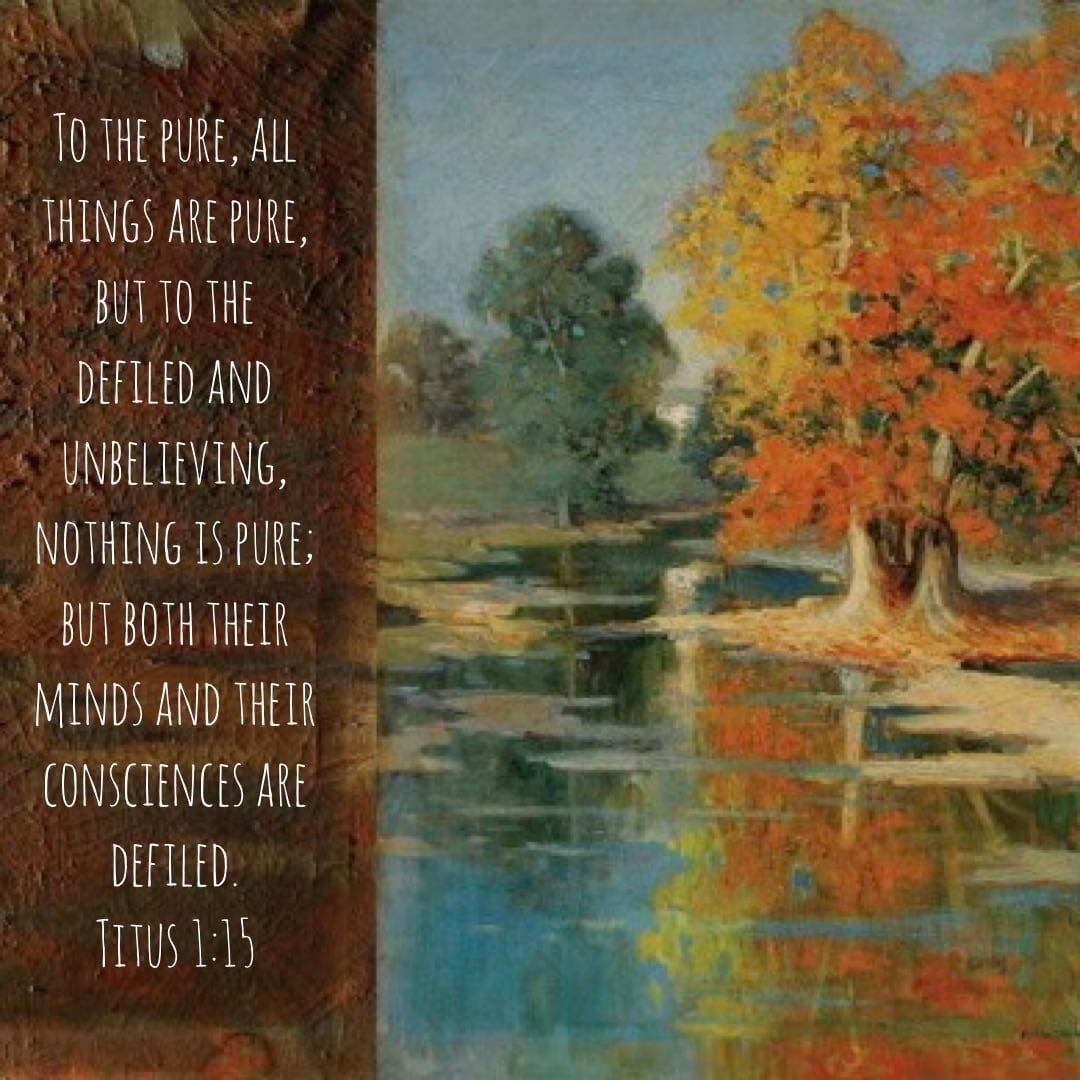 To the pure, all
things are pure,
but to the
defiled and
unbelieving,
nothing is pure;
but both their
minds and their
consciences are
defiled.
Titus 1:15